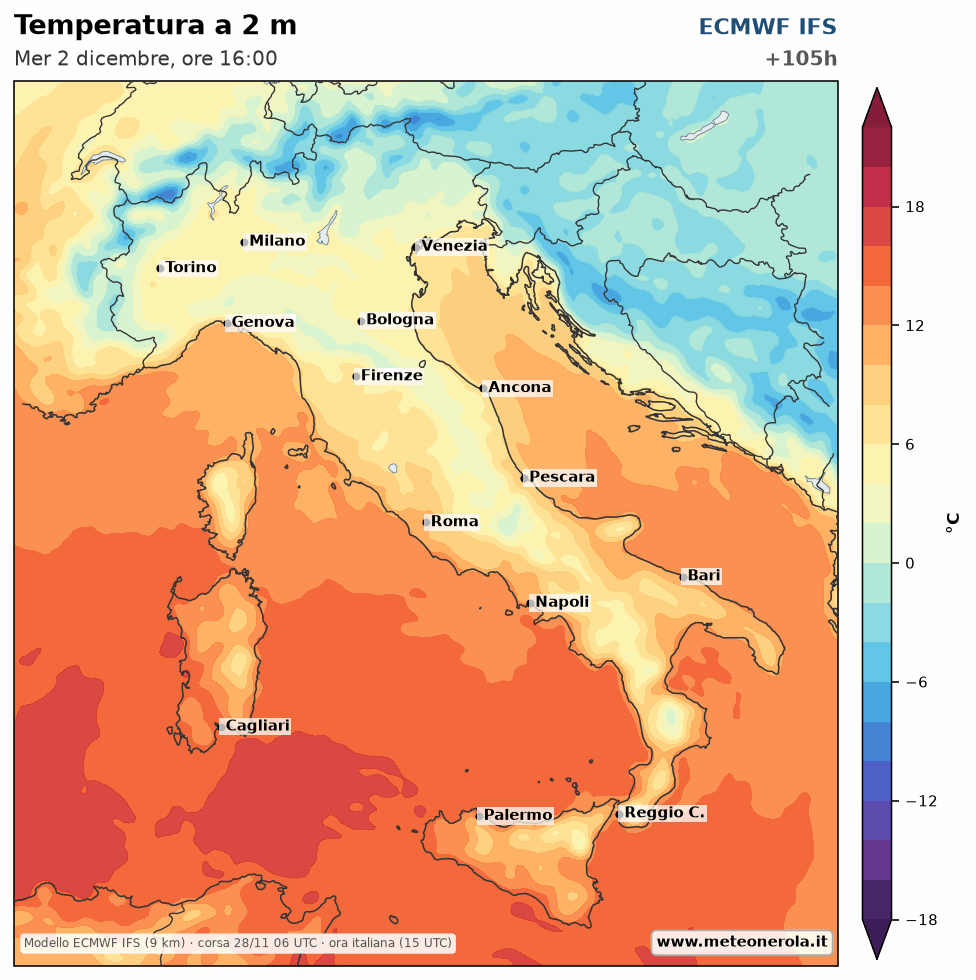 Temperatura a 2 m
ECMWF IFS
Mer 2 dicembre, ore 16:00
+105h
Milano
Venezia
Torino
Genova
Bologna
Firenze
Ancona
Pescara
Roma
Bari
Napoli
Cagliari
Palermo
Reggio C.
18
12
6
0
−6
−12
−18
°C
Modello ECMWF IFS (9 km) · corsa 28/11 06 UTC · ora italiana (15 UTC)
www.meteonerola.it